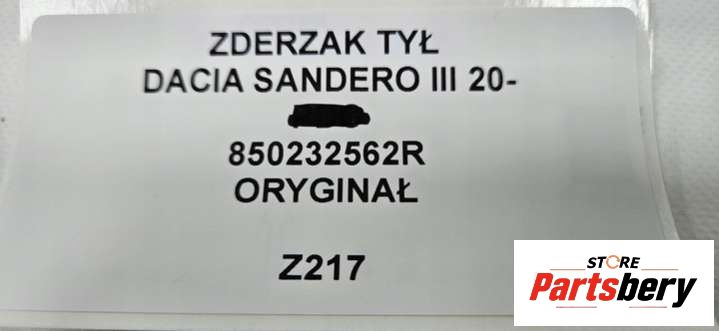 ZDERZAK TYŁ
DACIA SANDERO III 20-
850232562R
ORYGINAŁ
Z217
STORE
Partsbery